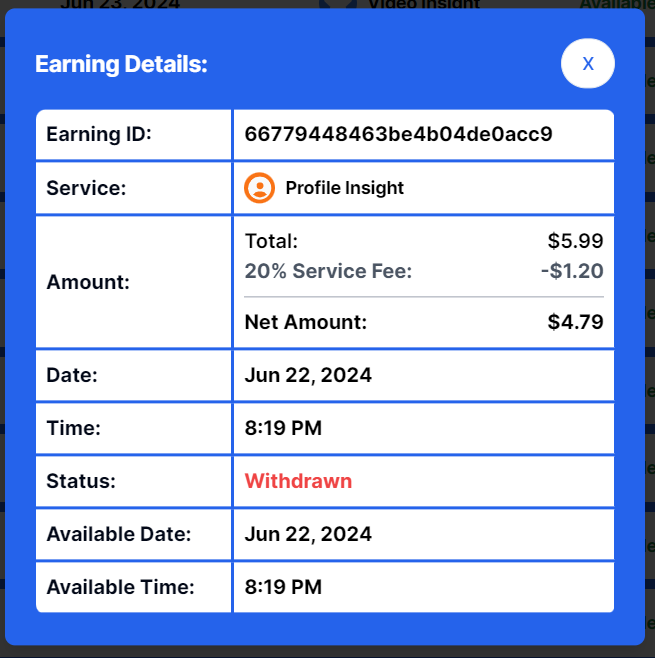 Jun 23, 2024 Video Insight Available
Earning Details: X
Earning ID: 66779448463be4b04de0acc9
Service: Profile Insight
Total: $5.99
20% Service Fee: -$1.20
Amount:
Net Amount: $4.79
Date: Jun 22, 2024
Time: 8:19 PM
Status: Withdrawn
Available Date: Jun 22, 2024
Available Time: 8:19 PM